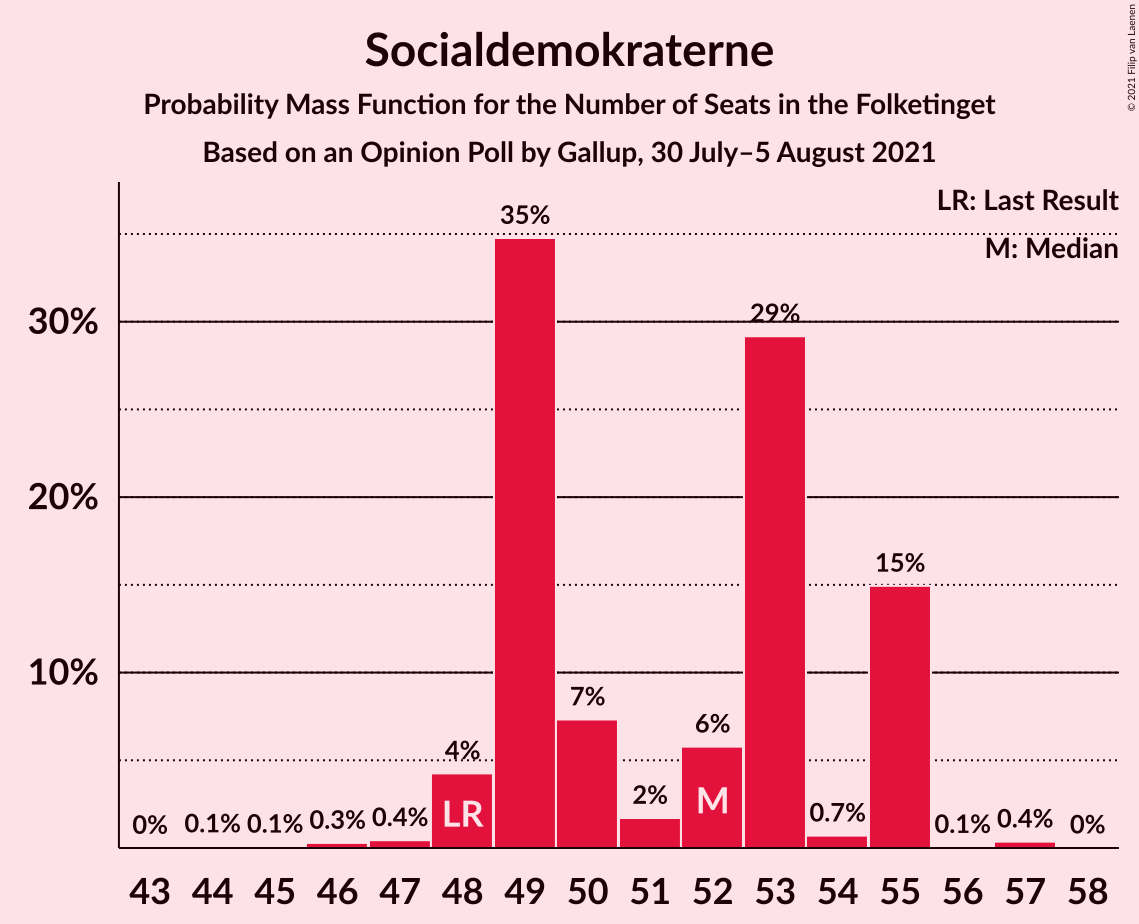 © 2021 Filip van Laenen
Socialdemokraterne
Probability Mass Function for the Number of Seats in the Folketinget
Based on an Opinion Poll by Gallup, 30 July–5 August 2021
LR: Last Result
M: Median
35%
30%
29%
20%
15%
10%
7%
6%
4%
2%
0% 0.1% 0.1% 0.3% 0.4% 0.7% 0.1% 0.4% 0%
LR M
43 44 45 46 47 48 49 50 51 52 53 54 55 56 57 58